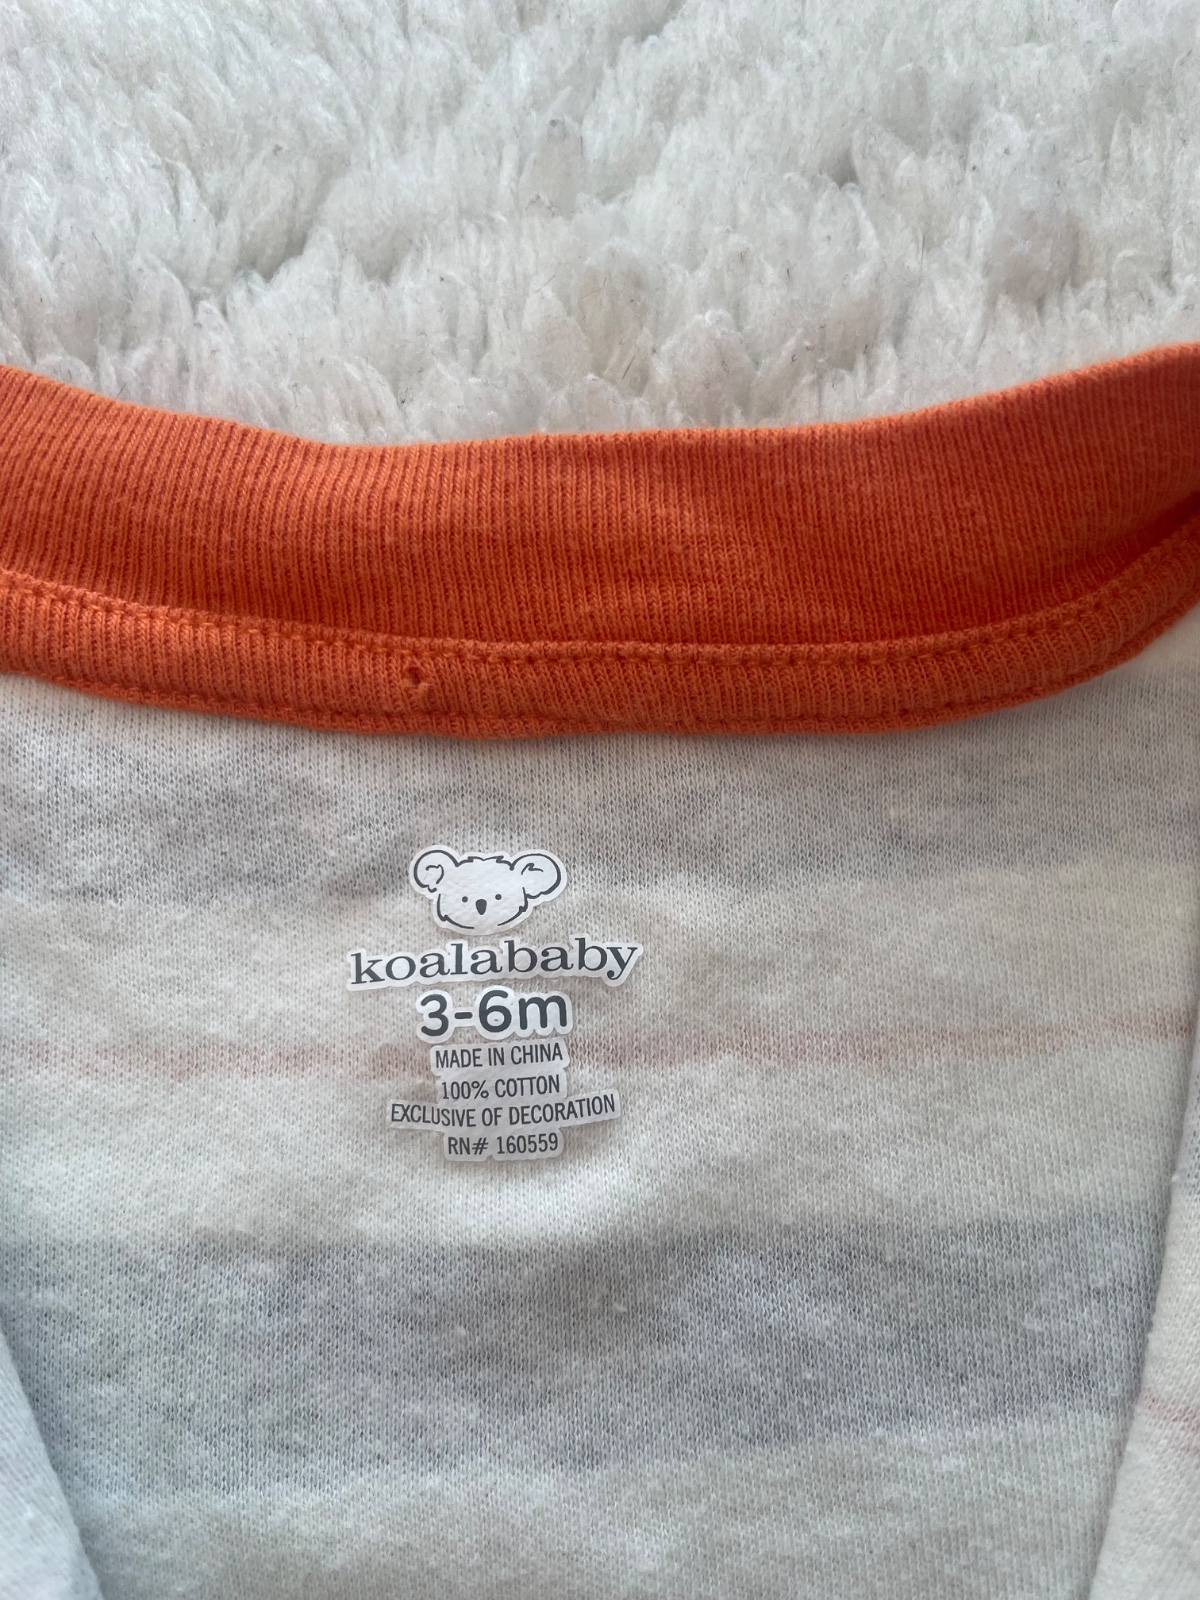 koalababy
3-6m
MADE IN CHINA
100% COTTON
EXCLUSIVE OF DECORATION
RN# 160559